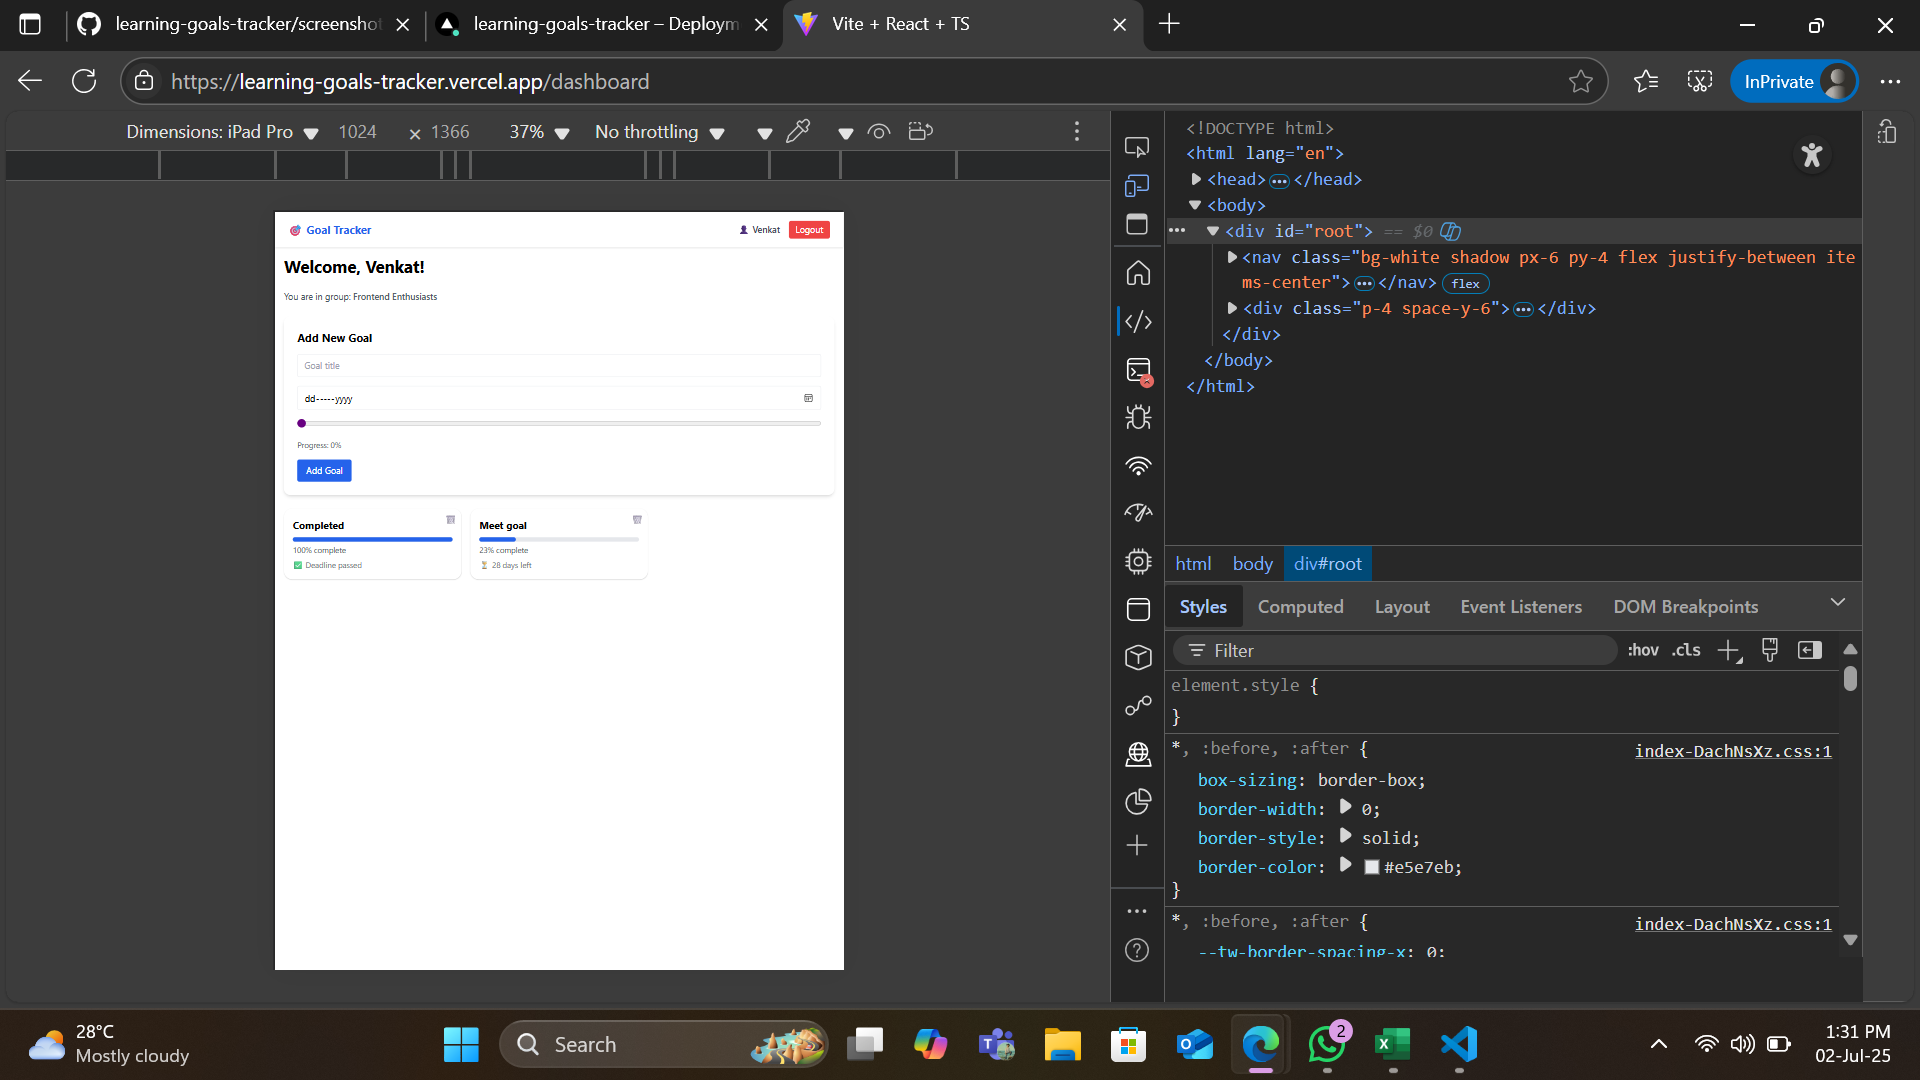 learning-goals-tracker/screenshot
learning-goals-tracker – Deploym
Vite + React + TS
https://learning-goals-tracker.vercel.app/dashboard
InPrivate
Dimensions: iPad Pro 1024 × 1366 37% No throttling
Goal Tracker
Venkat
Logout
Welcome, Venkat!
You are in group: Frontend Enthusiasts
Add New Goal
Goal title
dd-----yyyy
Progress: 0%
Add Goal
Completed
100% complete
Deadline passed
Meet goal
23% complete
28 days left
<!DOCTYPE html>
<html lang="en">
<head>•••</head>
<body>
<div id="root"> == $0
<nav class="bg-white shadow px-6 py-4 flex justify-between ite
ms-center">•••</nav> flex
<div class="p-4 space-y-6">•••</div>
</div>
</body>
</html>
html body div#root
Styles Computed Layout Event Listeners DOM Breakpoints
Filter :hov .cls
element.style {
}
*, :before, :after { index-DachNsXz.css:1
box-sizing: border-box;
border-width: 0;
border-style: solid;
border-color: #e5e7eb;
}
*, :before, :after { index-DachNsXz.css:1
--tw-border-spacing-x: 0;
28°C
Mostly cloudy
Search
2
1:31 PM
02-Jul-25